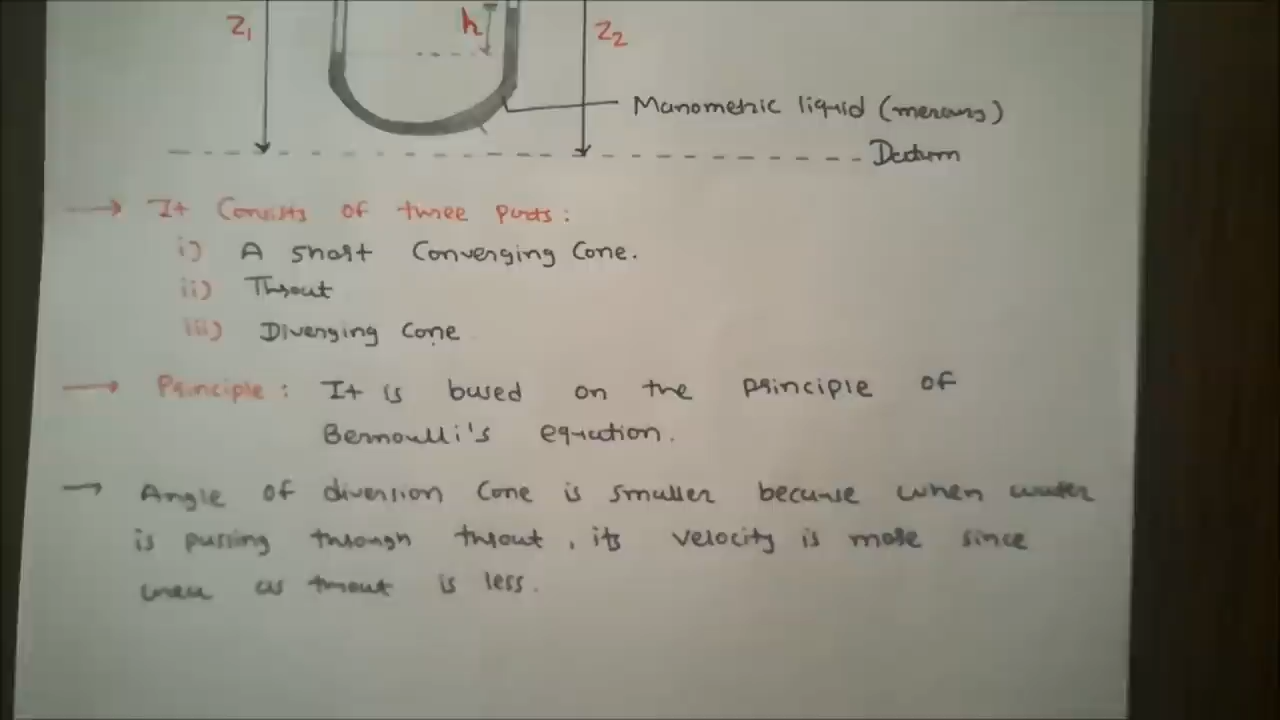 Z1 h Z2
Manometric liquid (mercury)
Datum
→ It Consists of three parts:
i) A short Converging Cone.
ii) Throat
iii) Diverging Cone
→ Principle: It is based on the principle of
Bernoulli's equation.
→ Angle of diversion Cone is smaller because when water
is passing through throat, its velocity is more since
area as throat is less.